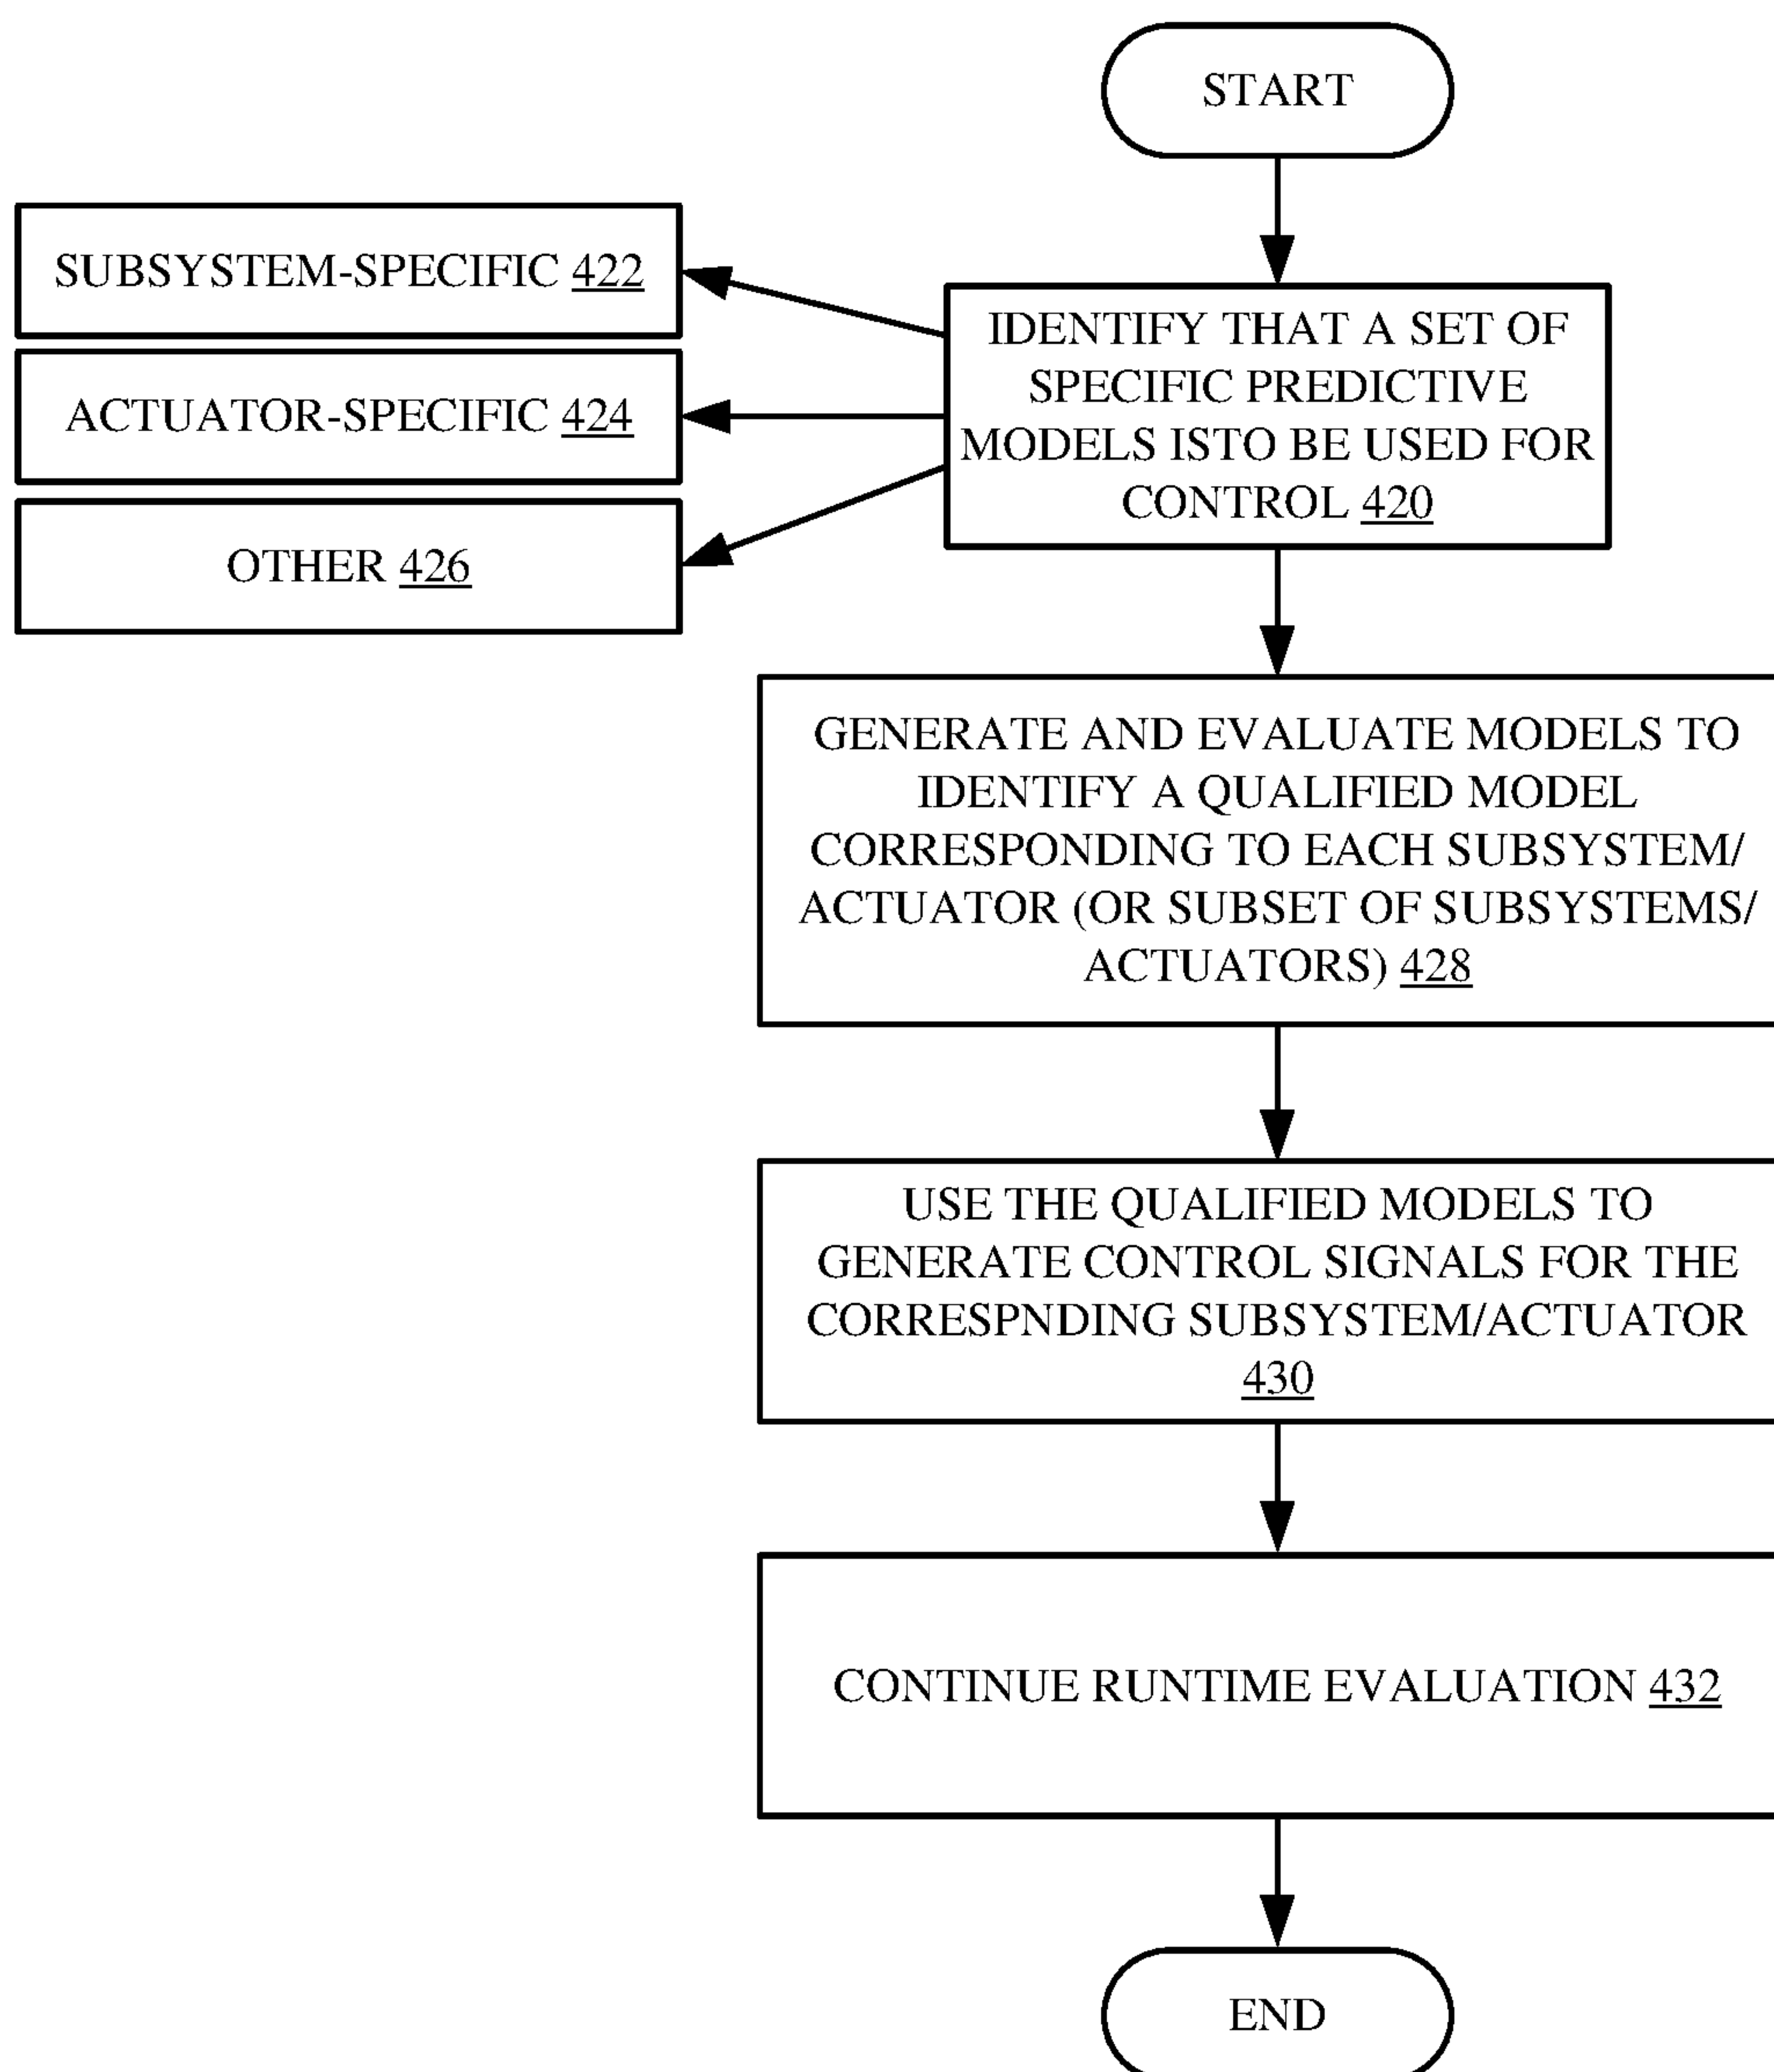 START
SUBSYSTEM-SPECIFIC 422
ACTUATOR-SPECIFIC 424
OTHER 426
IDENTIFY THAT A SET OF
SPECIFIC PREDICTIVE
MODELS ISTO BE USED FOR
CONTROL 420
GENERATE AND EVALUATE MODELS TO
IDENTIFY A QUALIFIED MODEL
CORRESPONDING TO EACH SUBSYSTEM/
ACTUATOR (OR SUBSET OF SUBSYSTEMS/
ACTUATORS) 428
USE THE QUALIFIED MODELS TO
GENERATE CONTROL SIGNALS FOR THE
CORRESPNDING SUBSYSTEM/ACTUATOR
430
CONTINUE RUNTIME EVALUATION 432
END